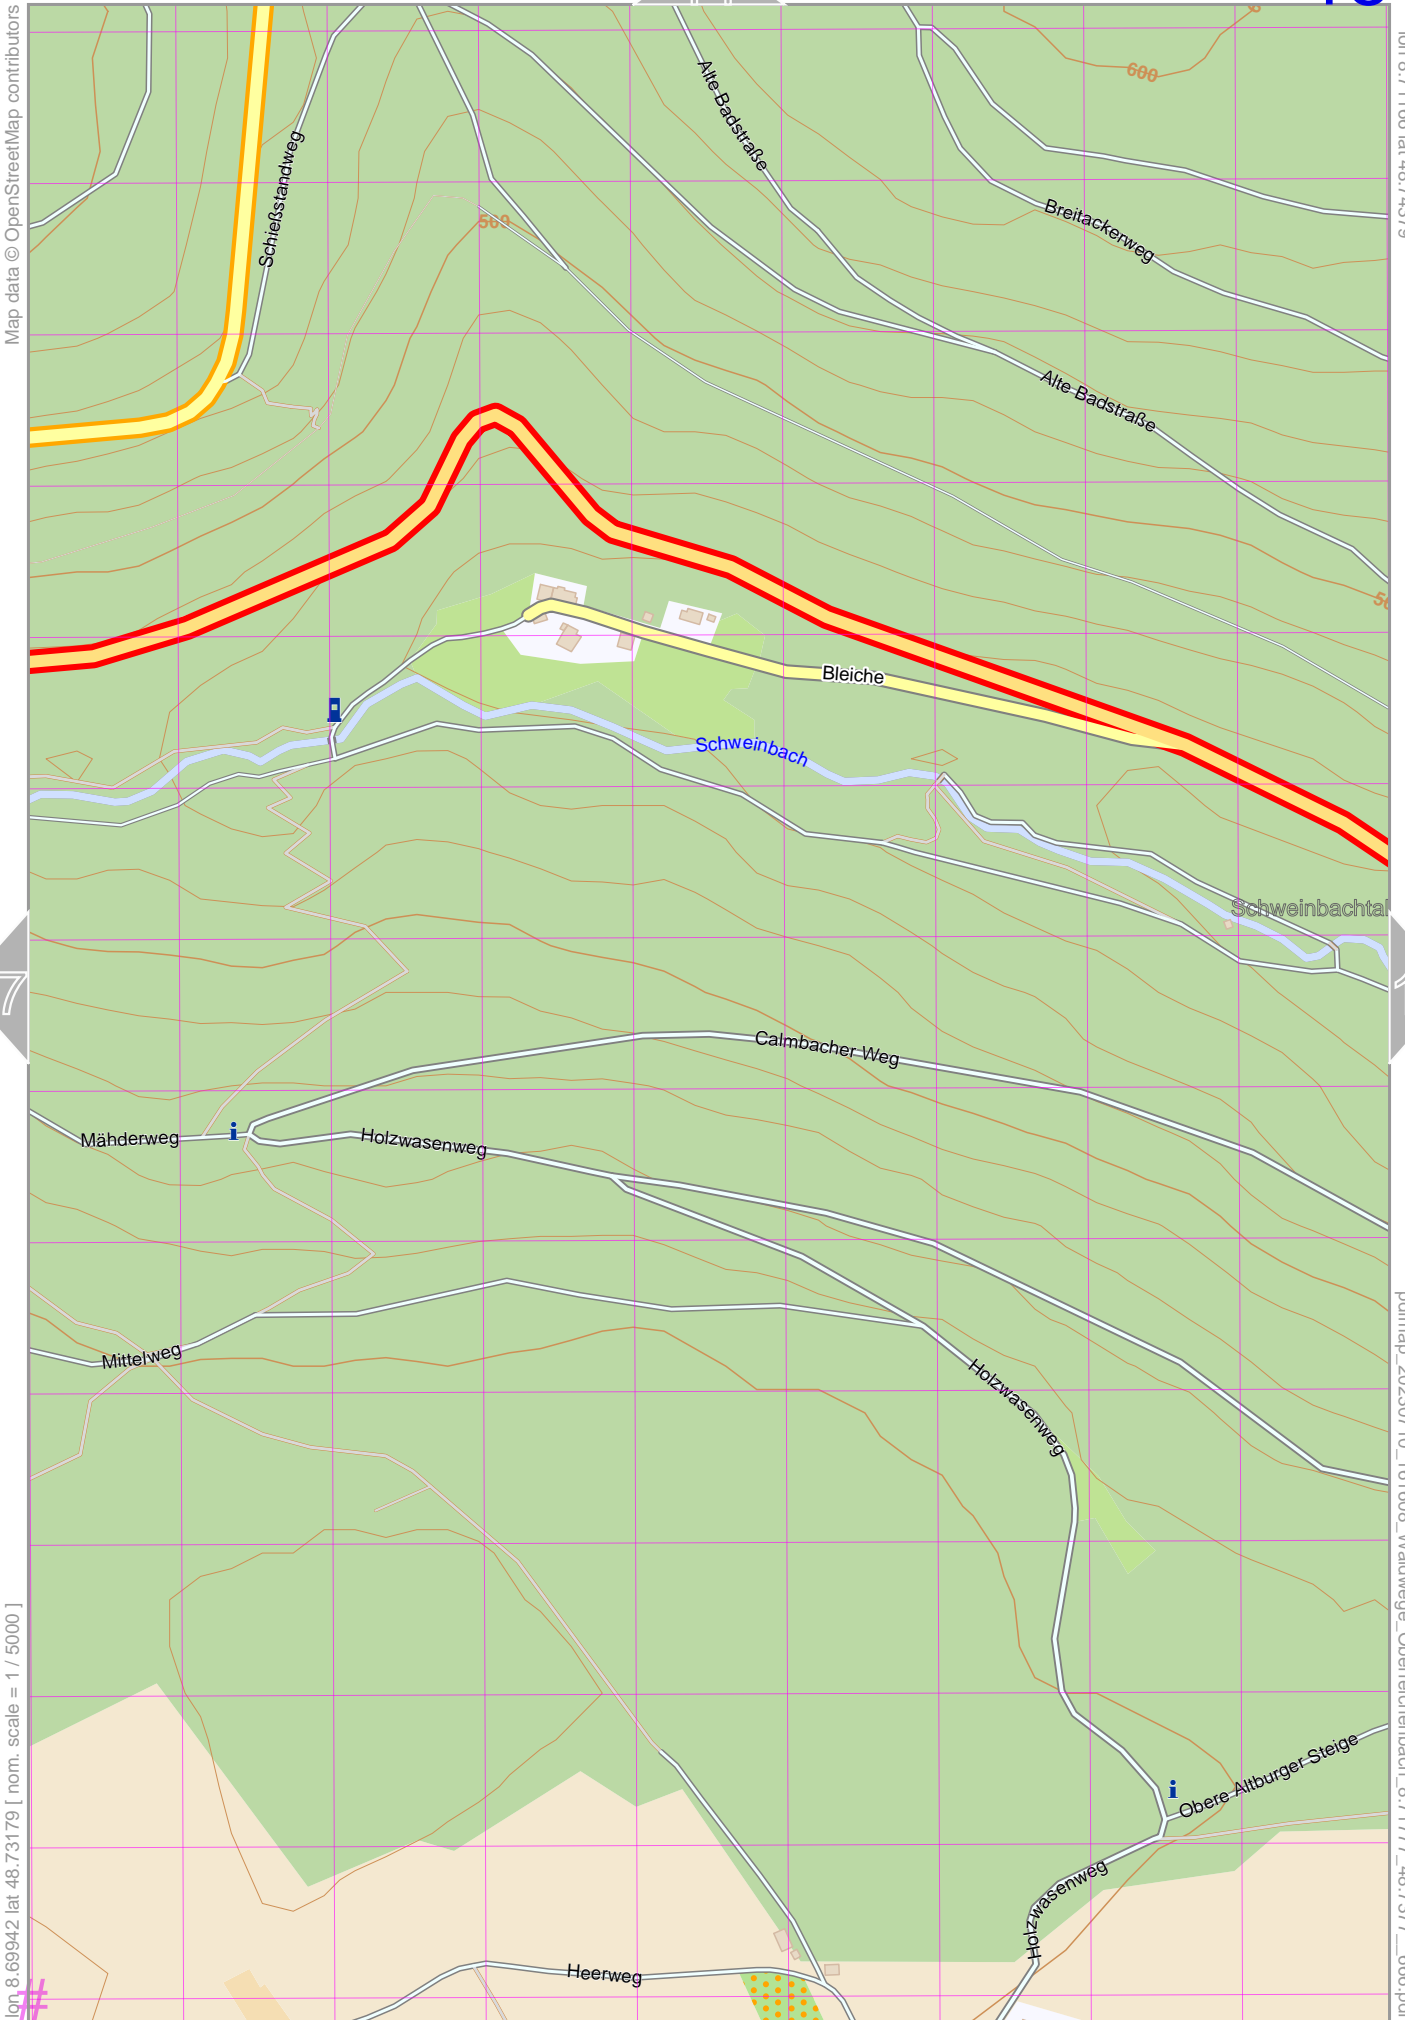 Map data © OpenStreetMap contributors
600
Alte Badstraße
Schießstandweg
Breitackerweg
500
Alte Badstraße
Bleiche
Schweinbach
Schweinbachtal
7
Calmbacher Weg
Mähderweg
i
Holzwasenweg
Mittelweg
Holzwasenweg
i
Obere Altburger Steige
Holzwasenweg
Heerweg
lon 8.69942 lat 48.73179 [ nom. scale = 1 / 5000 ]
#